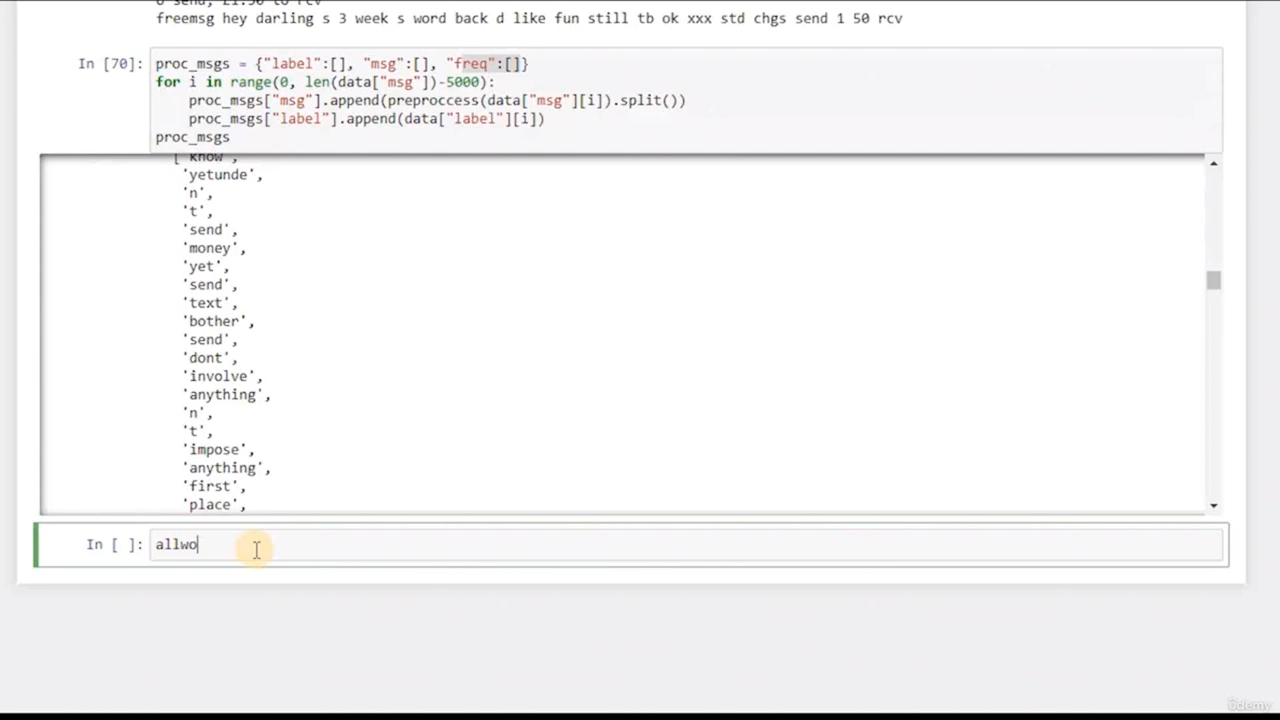 freemsg hey darling s 3 week s word back d like fun still tb ok xxx std chgs send 1 50 rcv
In [70]: proc_msgs = {"label":[], "msg":[], "freq":[]}
for i in range(0, len(data["msg"])-5000):
proc_msgs["msg"].append(preproccess(data["msg"][i]).split())
proc_msgs["label"].append(data["label"][i])
proc_msgs
['know',
'yetunde',
'n',
't',
'send',
'money',
'yet',
'send',
'text',
'bother',
'send',
'dont',
'involve',
'anything',
'n',
't',
'impose',
'anything',
'first',
'place',
In [ ]: allwo
Udemy